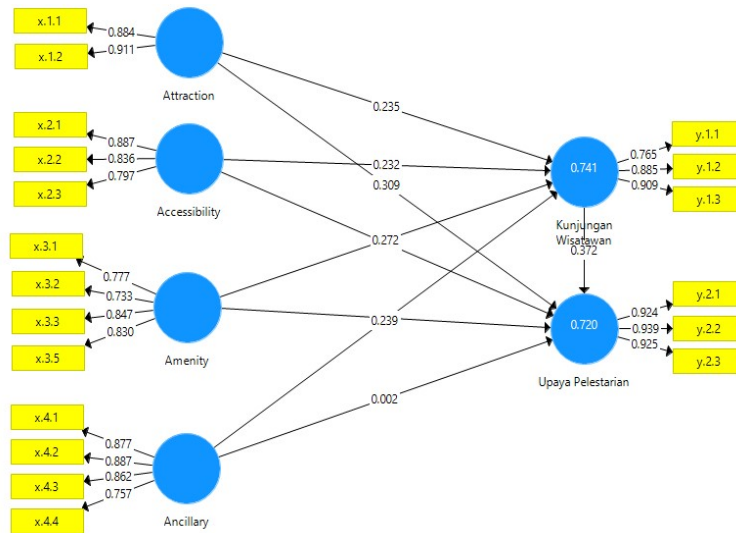 x.1.1
0.884
x.1.2
0.911
Attraction
x.2.1
0.887
x.2.2
0.836
x.2.3
0.797
Accessibility
x.3.1
0.777
x.3.2
0.733
x.3.3
0.847
x.3.5
0.830
Amenity
x.4.1
0.877
x.4.2
0.887
x.4.3
0.862
x.4.4
0.757
Ancillary
0.235
0.232
0.309
0.272
0.239
0.002
0.741
Kunjungan
Wisatawan
0.372
0.720
Upaya Pelestarian
0.765
y.1.1
0.885
y.1.2
0.909
y.1.3
0.924
y.2.1
0.939
y.2.2
0.925
y.2.3